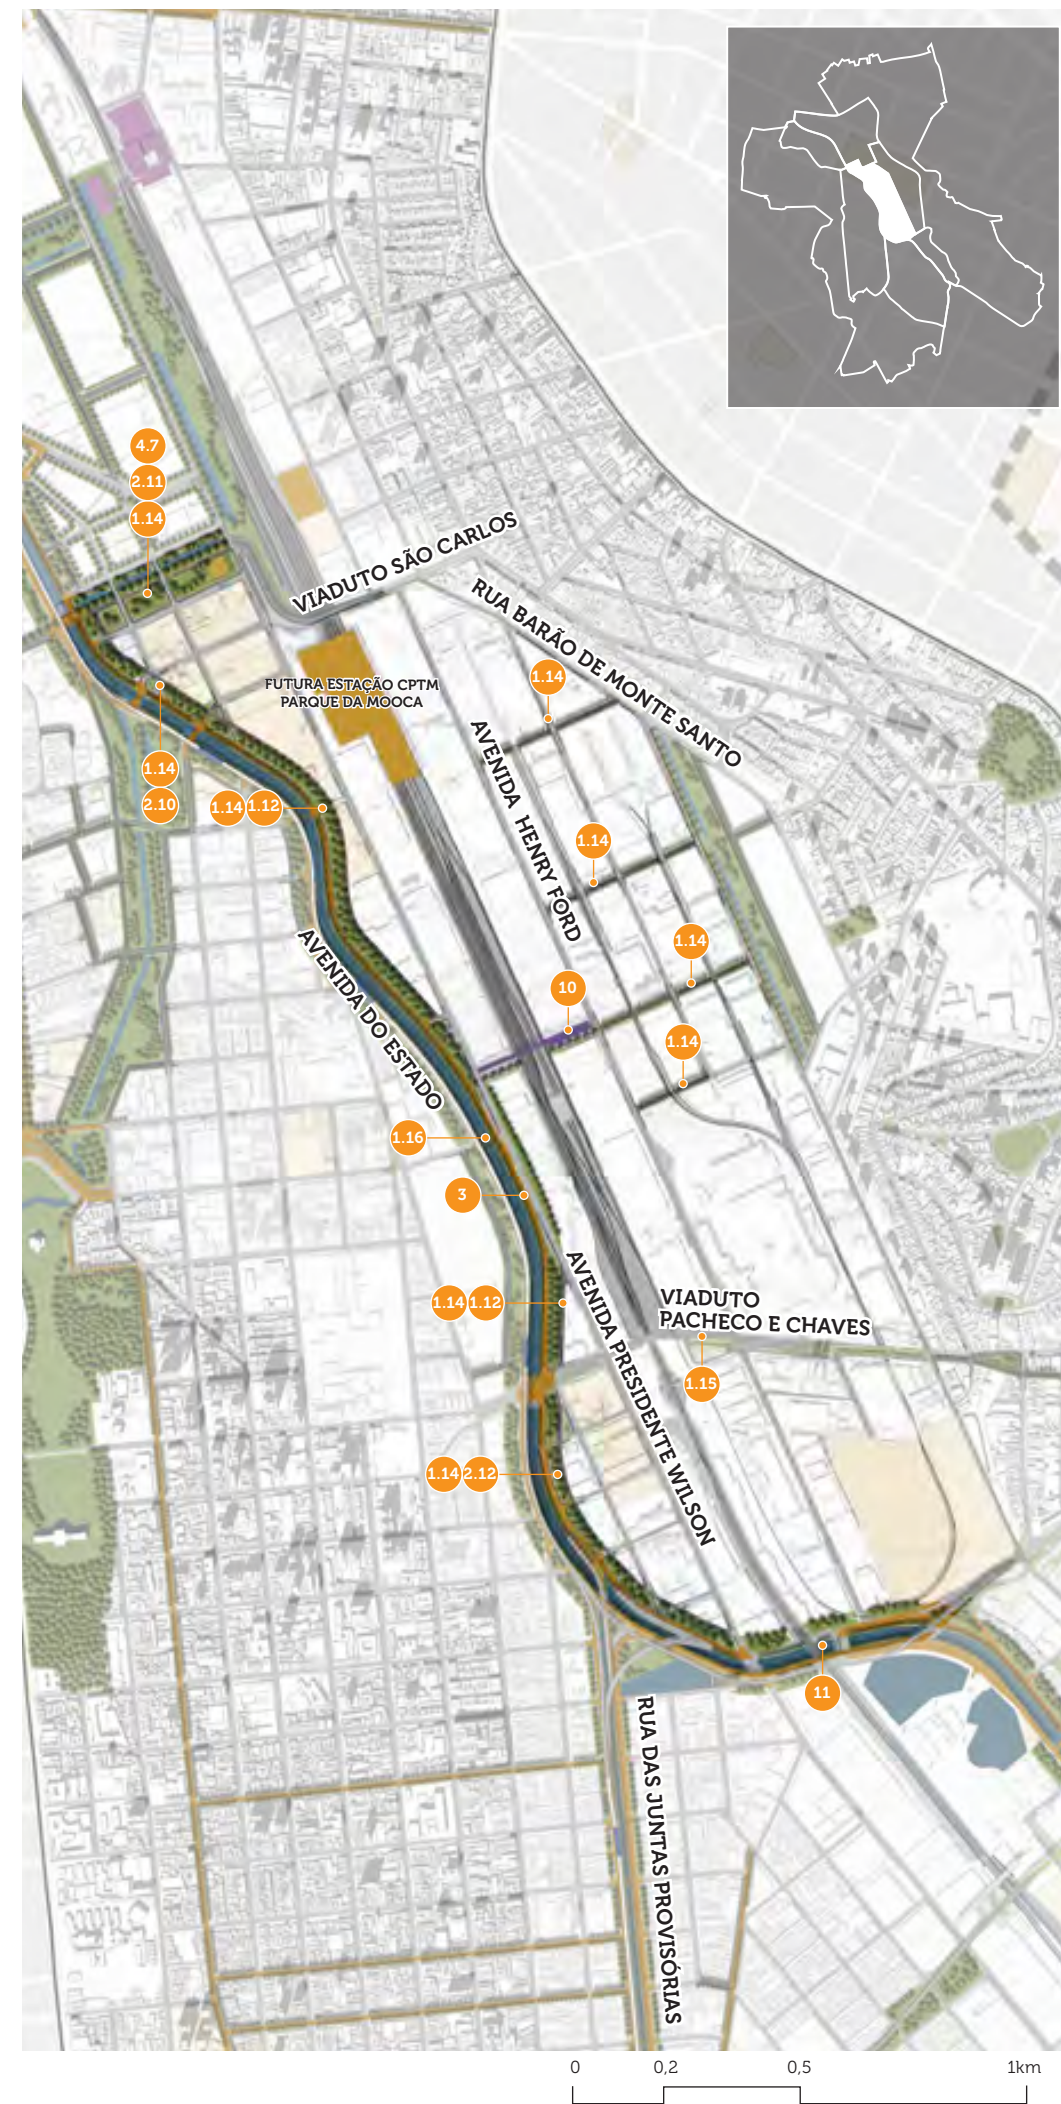 4.7
2.11
1.14
VIADUTO SÃO CARLOS
RUA BARÃO DE MONTE SANTO
FUTURA ESTAÇÃO CPTM
PARQUE DA MOOCA
1.14
1.14
2.10
1.14 1.12
AVENIDA HENRY FORD
1.14
1.14
AVENIDA DO ESTADO
10
1.14
1.16
3
1.14 1.12
AVENIDA PRESIDENTE WILSON
VIADUTO
PACHECO E CHAVES
1.15
1.14 2.12
11
RUA DAS JUNTAS PROVISÓRIAS
0 0,2 0,5 1km